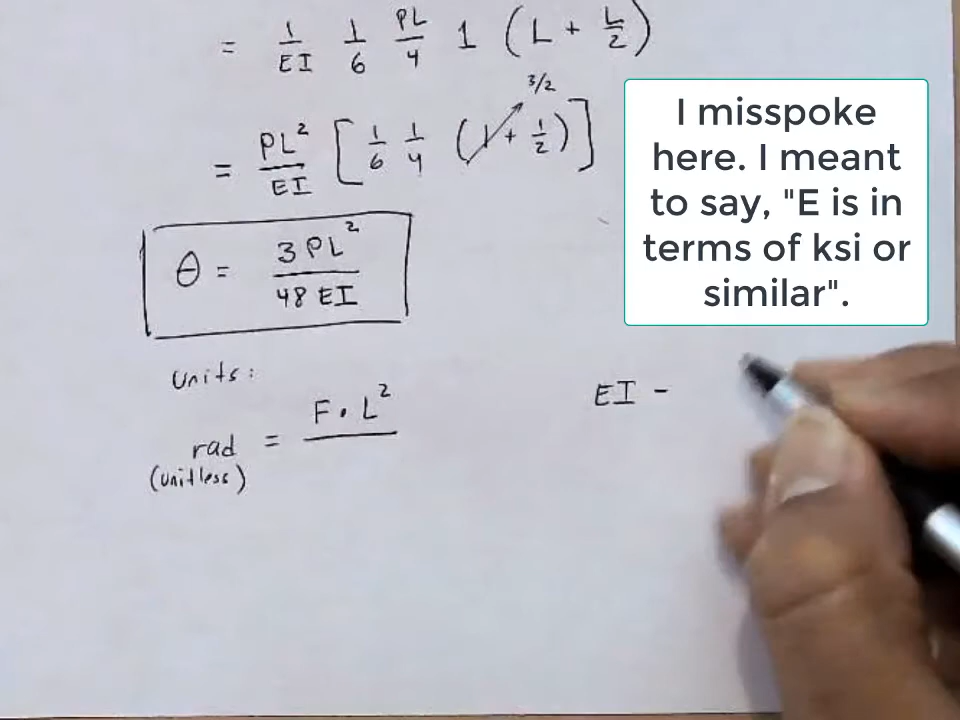 = 1/EI 1/6 PL/4 1 (L + L/2)
3/2
= PL²/EI [1/6 1/4 (1 + 1/2)]
θ = 3PL²/48EI
units:
rad = F · L²
(unitless)
EI -
I misspoke
here. I meant
to say, "E is in
terms of ksi or
similar".